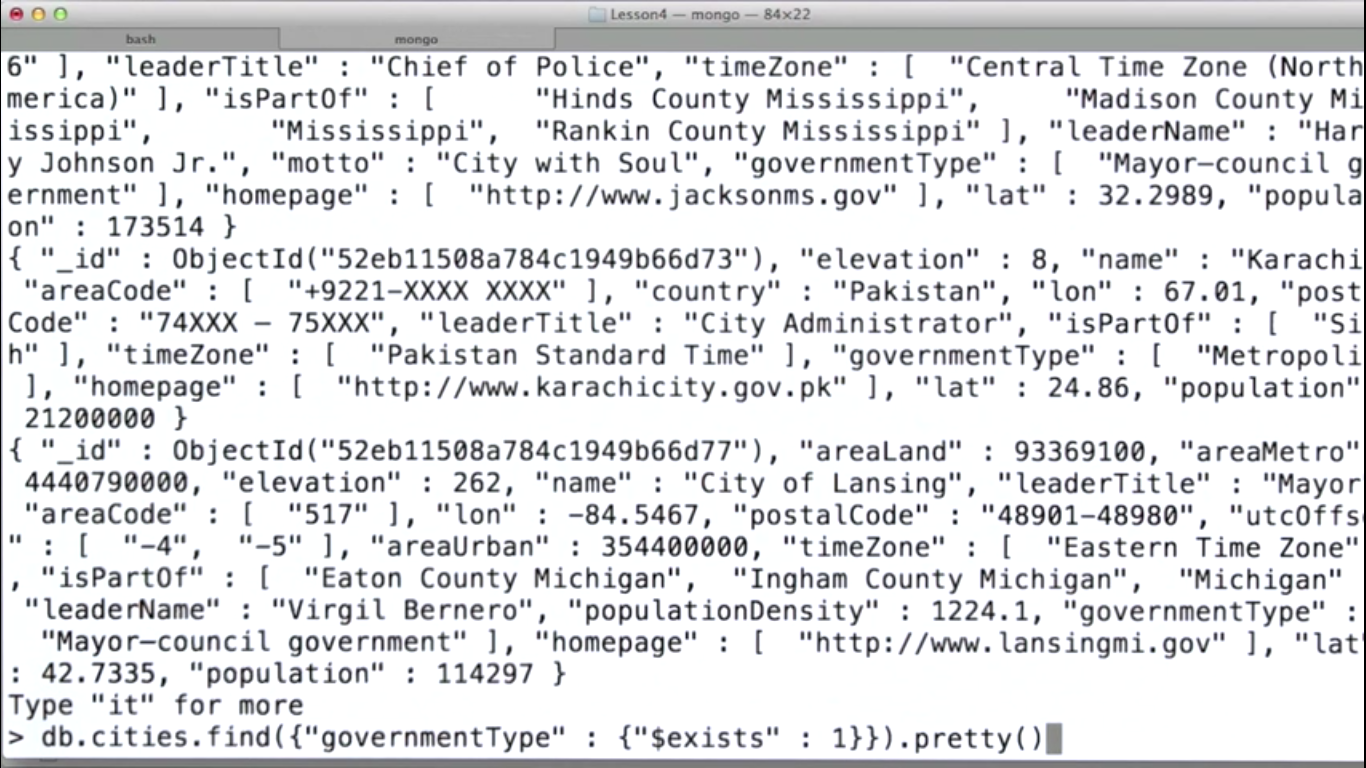 Lesson4 — mongo — 84×22
bash mongo
6" ], "leaderTitle" : "Chief of Police", "timeZone" : [  "Central Time Zone (North
merica)" ], "isPartOf" : [      "Hinds County Mississippi",     "Madison County Mi
issippi",       "Mississippi",  "Rankin County Mississippi" ], "leaderName" : "Har
y Johnson Jr.", "motto" : "City with Soul", "governmentType" : [  "Mayor–council g
ernment" ], "homepage" : [  "http://www.jacksonms.gov" ], "lat" : 32.2989, "popula
on" : 173514 }
{ "_id" : ObjectId("52eb11508a784c1949b66d73"), "elevation" : 8, "name" : "Karachi
"areaCode" : [  "+9221-XXXX XXXX" ], "country" : "Pakistan", "lon" : 67.01, "post
Code" : "74XXX – 75XXX", "leaderTitle" : "City Administrator", "isPartOf" : [  "Si
h" ], "timeZone" : [  "Pakistan Standard Time" ], "governmentType" : [  "Metropoli
], "homepage" : [  "http://www.karachicity.gov.pk" ], "lat" : 24.86, "population"
21200000 }
{ "_id" : ObjectId("52eb11508a784c1949b66d77"), "areaLand" : 93369100, "areaMetro"
4440790000, "elevation" : 262, "name" : "City of Lansing", "leaderTitle" : "Mayor
"areaCode" : [  "517" ], "lon" : -84.5467, "postalCode" : "48901-48980", "utcOffs
" : [  "-4",  "-5" ], "areaUrban" : 354400000, "timeZone" : [  "Eastern Time Zone"
, "isPartOf" : [  "Eaton County Michigan",  "Ingham County Michigan",  "Michigan"
"leaderName" : "Virgil Bernero", "populationDensity" : 1224.1, "governmentType" :
"Mayor–council government" ], "homepage" : [  "http://www.lansingmi.gov" ], "lat
: 42.7335, "population" : 114297 }
Type "it" for more
> db.cities.find({"governmentType" : {"$exists" : 1}}).pretty()